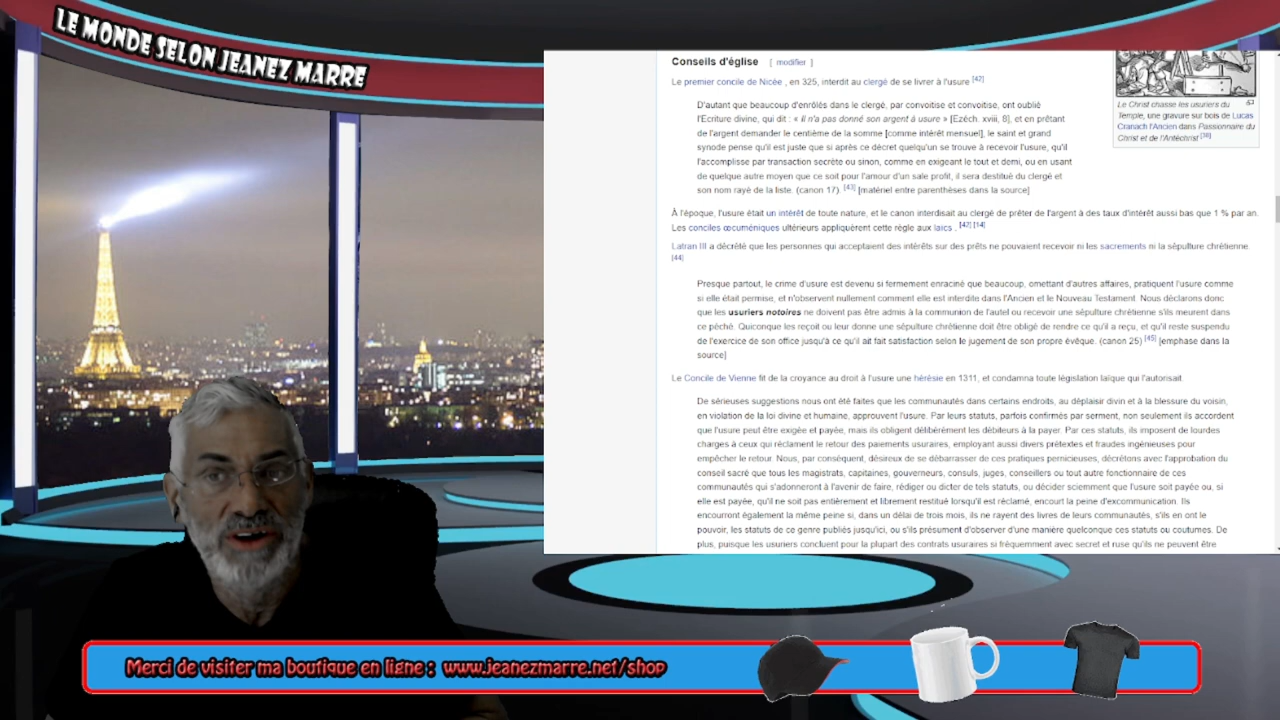 LE MONDE SELON JEANEZ MARRE
Conseils d'église [ modifier ]
Le premier concile de Nicée , en 325, interdit au clergé de se livrer à l'usure [42]
D'autant que beaucoup d'enrôlés dans le clergé, par convoitise et convoitise, ont oublié
l'Ecriture divine, qui dit : « Il n'a pas donné son argent à usure » [Ezéch. xviii, 8], et en prêtant
de l'argent demander le centième de la somme [comme intérêt mensuel], le saint et grand
synode pense qu'il est juste que si après ce décret quelqu'un se trouve à recevoir l'usure, qu'il
l'accomplisse par transaction secrète ou sinon, comme en exigeant le tout et demi, ou en usant
de quelque autre moyen que ce soit pour l'amour d'un sale profit, il sera destitué du clergé et
son nom rayé de la liste. (canon 17). [43] [matériel entre parenthèses dans la source]
Le Christ chasse les usuriers du
Temple, une gravure sur bois de Lucas
Cranach l'Ancien dans Passionnaire du
Christ et de l'Antéchrist [38]
À l'époque, l'usure était un intérêt de toute nature, et le canon interdisait au clergé de prêter de l'argent à des taux d'intérêt aussi bas que 1 % par an.
Les conciles œcuméniques ultérieurs appliquèrent cette règle aux laïcs . [42] [14]
Latran III a décrété que les personnes qui acceptaient des intérêts sur des prêts ne pouvaient recevoir ni les sacrements ni la sépulture chrétienne.
[44]
Presque partout, le crime d'usure est devenu si fermement enraciné que beaucoup, omettant d'autres affaires, pratiquent l'usure comme
si elle était permise, et n'observent nullement comment elle est interdite dans l'Ancien et le Nouveau Testament. Nous déclarons donc
que les usuriers notoires ne doivent pas être admis à la communion de l'autel ou recevoir une sépulture chrétienne s'ils meurent dans
ce péché. Quiconque les reçoit ou leur donne une sépulture chrétienne doit être obligé de rendre ce qu'il a reçu, et qu'il reste suspendu
de l'exercice de son office jusqu'à ce qu'il ait fait satisfaction selon le jugement de son propre évêque. (canon 25) [45] [emphase dans la
source]
Le Concile de Vienne fit de la croyance au droit à l'usure une hérésie en 1311, et condamna toute législation laïque qui l'autorisait.
De sérieuses suggestions nous ont été faites que les communautés dans certains endroits, au déplaisir divin et à la blessure du voisin,
en violation de la loi divine et humaine, approuvent l'usure. Par leurs statuts, parfois confirmés par serment, non seulement ils accordent
que l'usure peut être exigée et payée, mais ils obligent délibérément les débiteurs à la payer. Par ces statuts, ils imposent de lourdes
charges à ceux qui réclament le retour des paiements usuraires, employant aussi divers prétextes et fraudes ingénieuses pour
empêcher le retour. Nous, par conséquent, désireux de se débarrasser de ces pratiques pernicieuses, décrétons avec l'approbation du
conseil sacré que tous les magistrats, capitaines, gouverneurs, consuls, juges, conseillers ou tout autre fonctionnaire de ces
communautés qui s'adonneront à l'avenir de faire, rédiger ou dicter de tels statuts, ou décider sciemment que l'usure soit payée ou, si
elle est payée, qu'il ne soit pas entièrement et librement restitué lorsqu'il est réclamé, encourt la peine d'excommunication. Ils
encourront également la même peine si, dans un délai de trois mois, ils ne rayent des livres de leurs communautés, s'ils en ont le
pouvoir, les statuts de ce genre publiés jusqu'ici, ou s'ils présument d'observer d'une manière quelconque ces statuts ou coutumes. De
plus, puisque les usuriers concluent pour la plupart des contrats usuraires si fréquemment avec secret et ruse qu'ils ne peuvent être
Merci de visiter ma boutique en ligne : www.jeanezmarre.net/shop